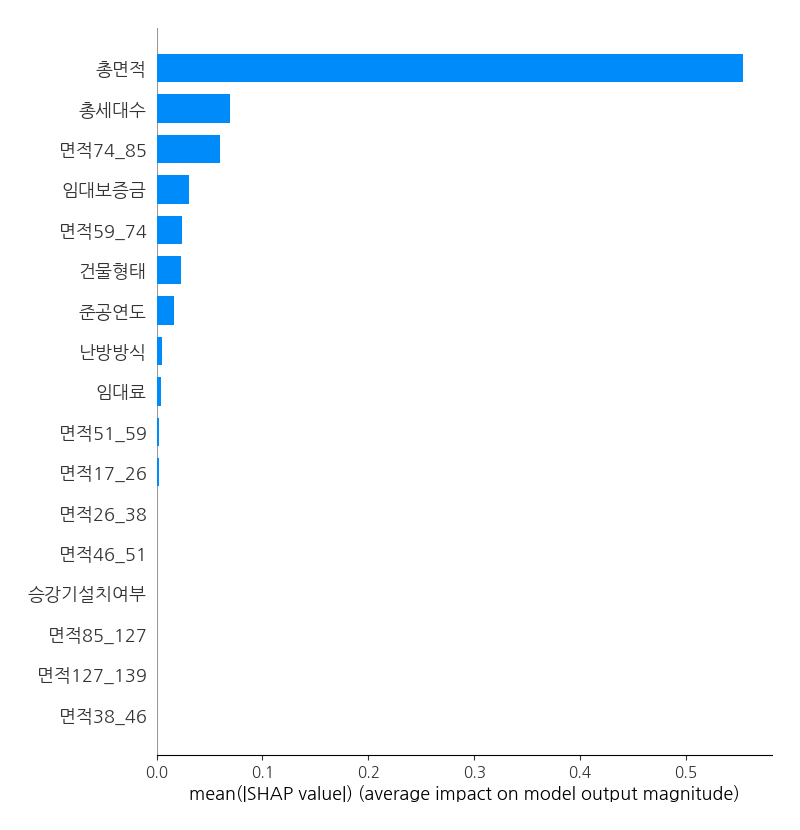 총면적
총세대수
면적74_85
임대보증금
면적59_74
건물형태
준공연도
난방방식
임대료
면적51_59
면적17_26
면적26_38
면적46_51
승강기설치여부
면적85_127
면적127_139
면적38_46
0.0 0.1 0.2 0.3 0.4 0.5
mean(|SHAP value|) (average impact on model output magnitude)